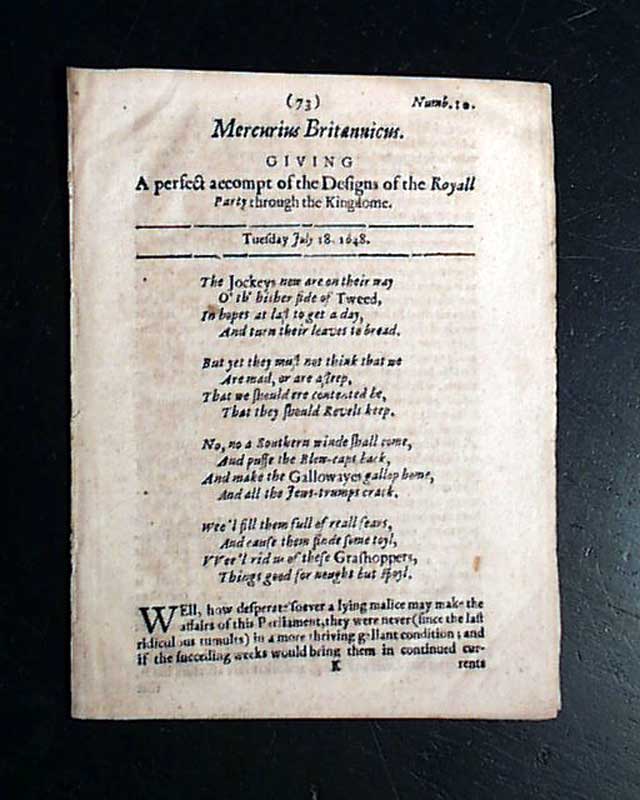 (73) Numb. 10.
Mercurius Britannicus.
GIVING
A perfect accompt of the Designs of the Royall
Party through the Kingdome.
Tuesday July 18. 1648.
The Jockeys now are on their way
O' th' hither side of Tweed,
In hopes at last to get a day,
And turn their leaves to bread.
But yet they must not think that we
Are mad, or are asleep,
That we should ere contented be,
That they should Revels keep.
No, no a Southern winde shall come,
And puffe the Blew-caps back,
And make the Gallowayes gallop home,
And all the Jews-trumps crack.
Wee'l fill them full of reall fears,
And cause them finde some toyl,
VVee'l rid us of these Grashoppers,
Things good for nought but spoyl.
WEll, how desperate soever a lying malice may make the
affairs of this Parliament, they were never (since the last
ridiculous tumults) in a more thriving gallant condition; and
if the succeding weeks would bring them in continued cur-
K rents